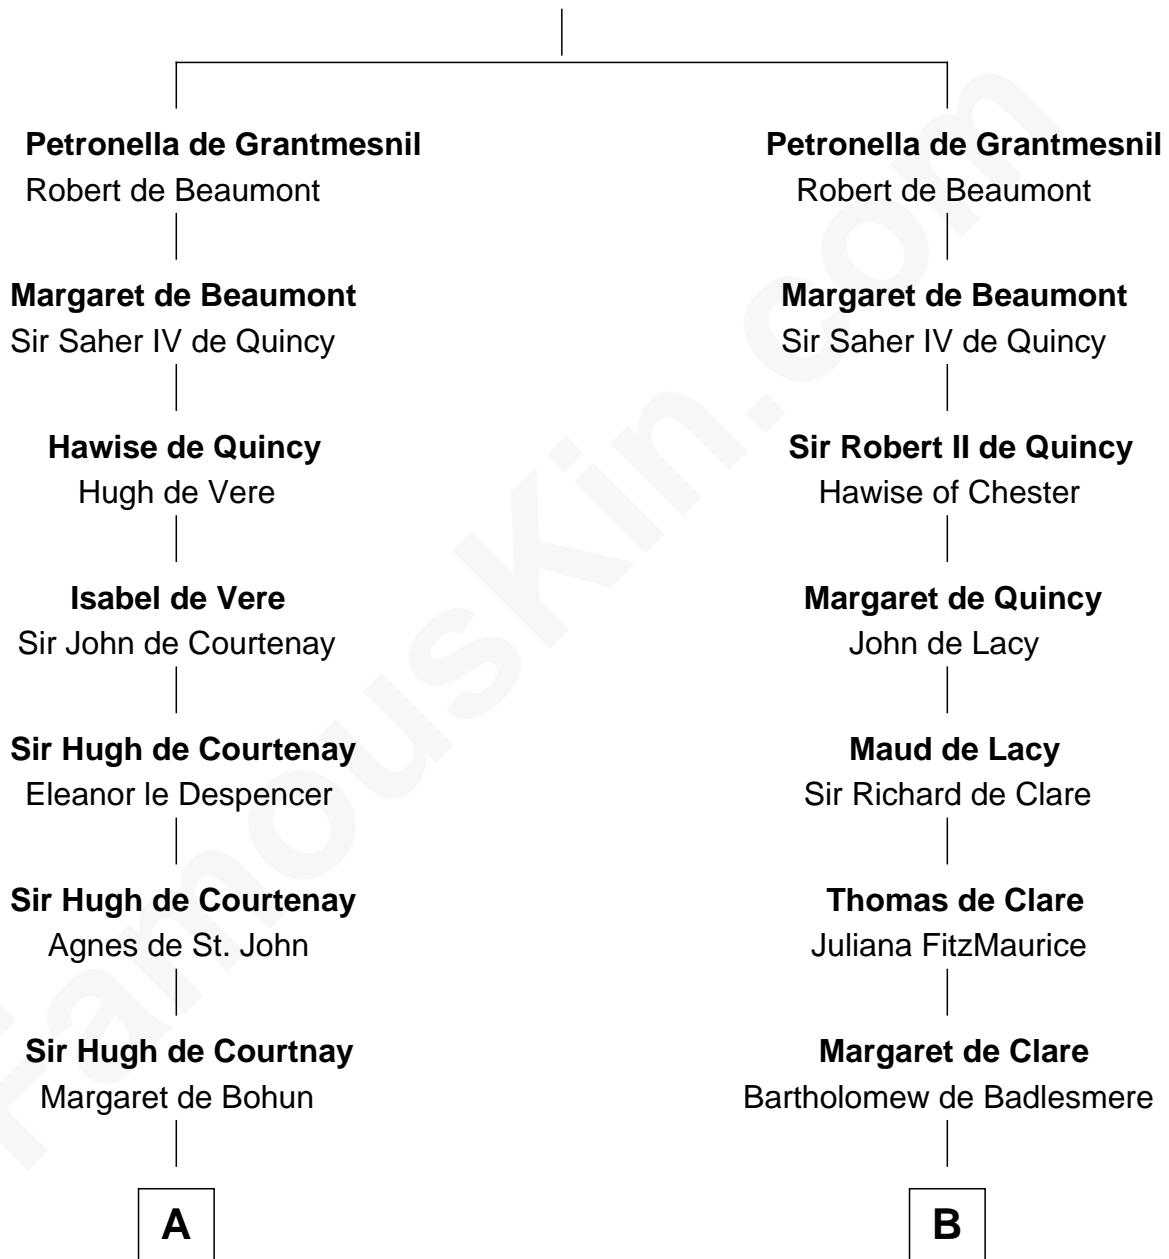 Petronella de Grantmesnil
Robert de Beaumont
Margaret de Beaumont
Sir Saher IV de Quincy
Hawise de Quincy
Hugh de Vere
Isabel de Vere
Sir John de Courtenay
Sir Hugh de Courtenay
Eleanor le Despencer
Sir Hugh de Courtenay
Agnes de St. John
Sir Hugh de Courtnay
Margaret de Bohun
A
Petronella de Grantmesnil
Robert de Beaumont
Margaret de Beaumont
Sir Saher IV de Quincy
Sir Robert II de Quincy
Hawise of Chester
Margaret de Quincy
John de Lacy
Maud de Lacy
Sir Richard de Clare
Thomas de Clare
Juliana FitzMaurice
Margaret de Clare
Bartholomew de Badlesmere
B
FamousKin.com